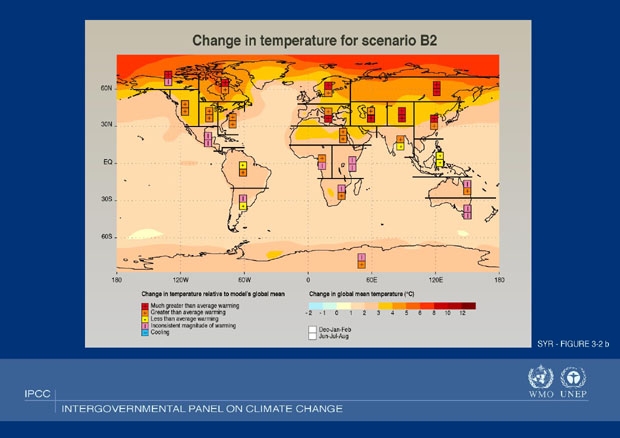 Change in temperature for scenario B2
60N
30N
EQ
30S
60S
180 120W 60W 0 60E 120E 180
Change in temperature relative to model's global mean
Much greater than average warming
Greater than average warming
Less than average warming
Inconsistent magnitude of warming
Cooling
Change in global mean temperature (°C)
-2 -1 0 1 2 3 4 5 6 8 10 12
Dec-Jan-Feb
Jun-Jul-Aug
SYR - FIGURE 3-2 b
WMO UNEP
IPCC
INTERGOVERNMENTAL PANEL ON CLIMATE CHANGE